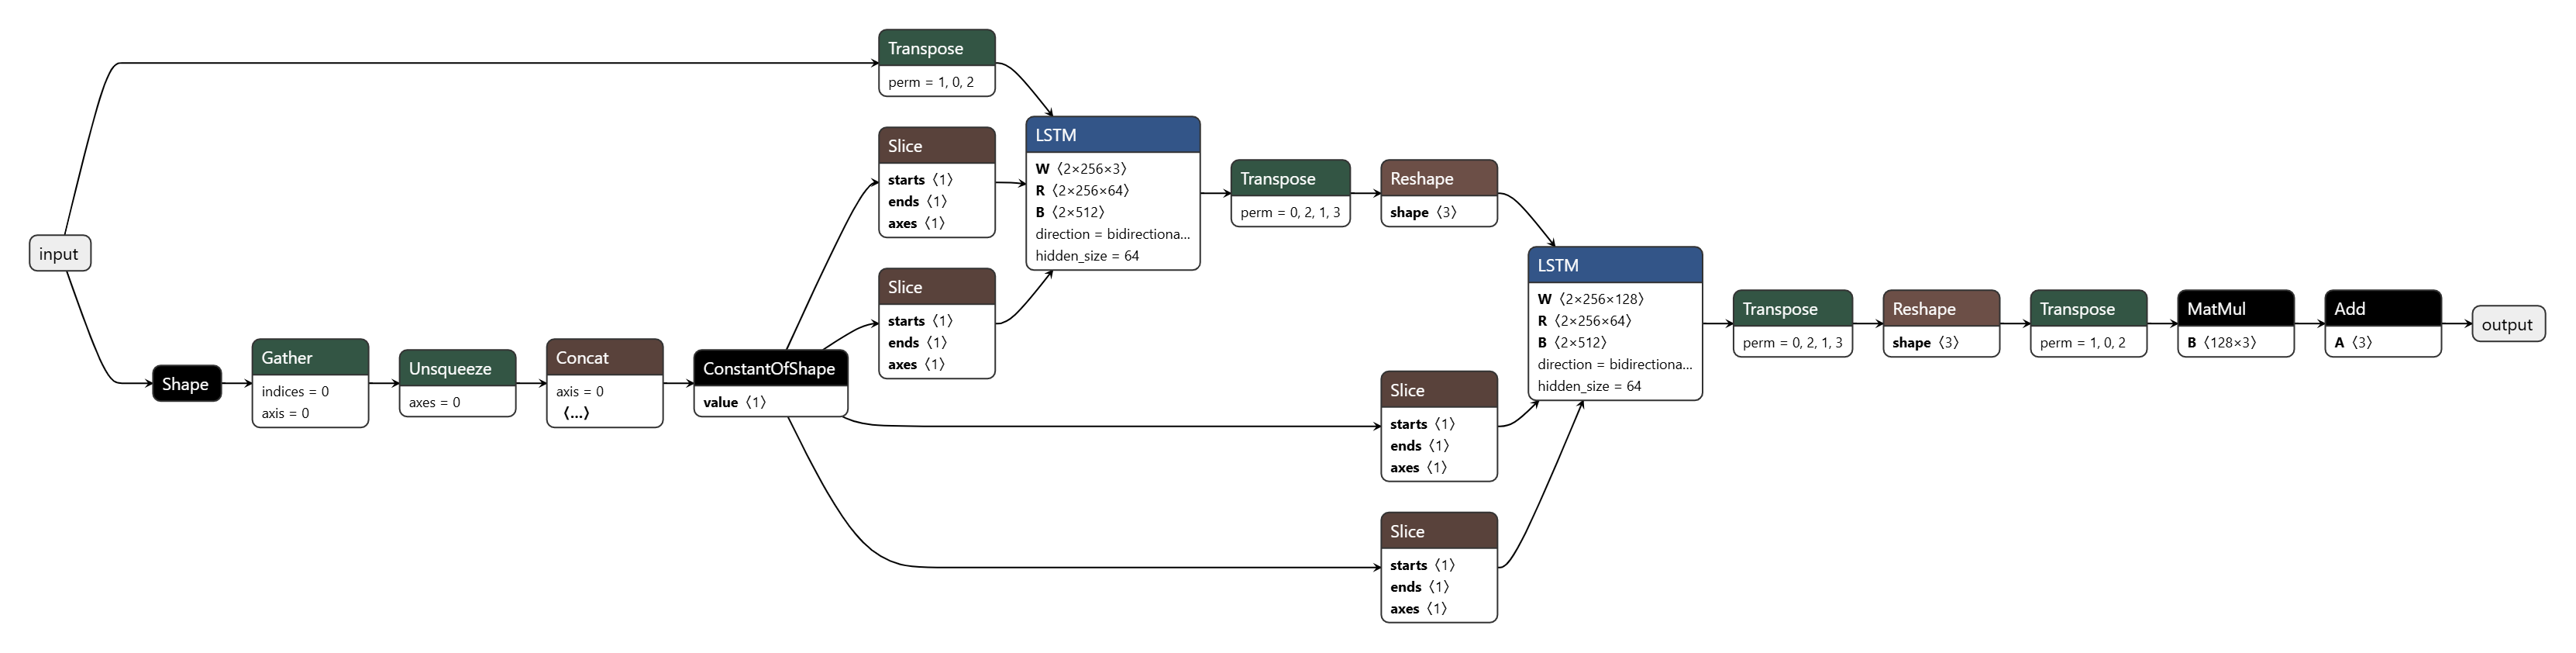 input
Transpose
perm = 1, 0, 2
Shape
Gather
indices = 0
axis = 0
Unsqueeze
axes = 0
Concat
axis = 0
⟨…⟩
ConstantOfShape
value ⟨1⟩
Slice
starts ⟨1⟩
ends ⟨1⟩
axes ⟨1⟩
Slice
starts ⟨1⟩
ends ⟨1⟩
axes ⟨1⟩
LSTM
W ⟨2×256×3⟩
R ⟨2×256×64⟩
B ⟨2×512⟩
direction = bidirectiona…
hidden_size = 64
Transpose
perm = 0, 2, 1, 3
Reshape
shape ⟨3⟩
Slice
starts ⟨1⟩
ends ⟨1⟩
axes ⟨1⟩
Slice
starts ⟨1⟩
ends ⟨1⟩
axes ⟨1⟩
LSTM
W ⟨2×256×128⟩
R ⟨2×256×64⟩
B ⟨2×512⟩
direction = bidirectiona…
hidden_size = 64
Transpose
perm = 0, 2, 1, 3
Reshape
shape ⟨3⟩
Transpose
perm = 1, 0, 2
MatMul
B ⟨128×3⟩
Add
A ⟨3⟩
output